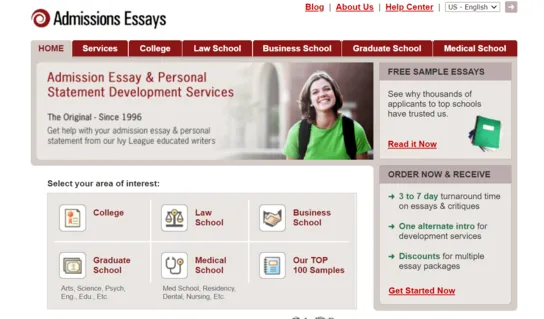 Blog | About Us | Help Center | US - English
Admissions Essays
HOME Services College Law School Business School Graduate School Medical School
Admission Essay & Personal
Statement Development Services
The Original - Since 1996
Get help with your admission essay & personal
statement from our Ivy League educated writers
FREE SAMPLE ESSAYS
See why thousands of
applicants to top schools
have trusted us.
Read it Now
ORDER NOW & RECEIVE
3 to 7 day turnaround time
on essays & critiques
One alternate intro for
development services
Discounts for multiple
essay packages
Get Started Now
Select your area of interest:
College
Law
School
Business
School
Graduate
School
Arts, Science, Psych,
Eng., Edu., Etc.
Medical
School
Med School, Residency,
Dental, Nursing, Etc.
Our TOP
100 Samples